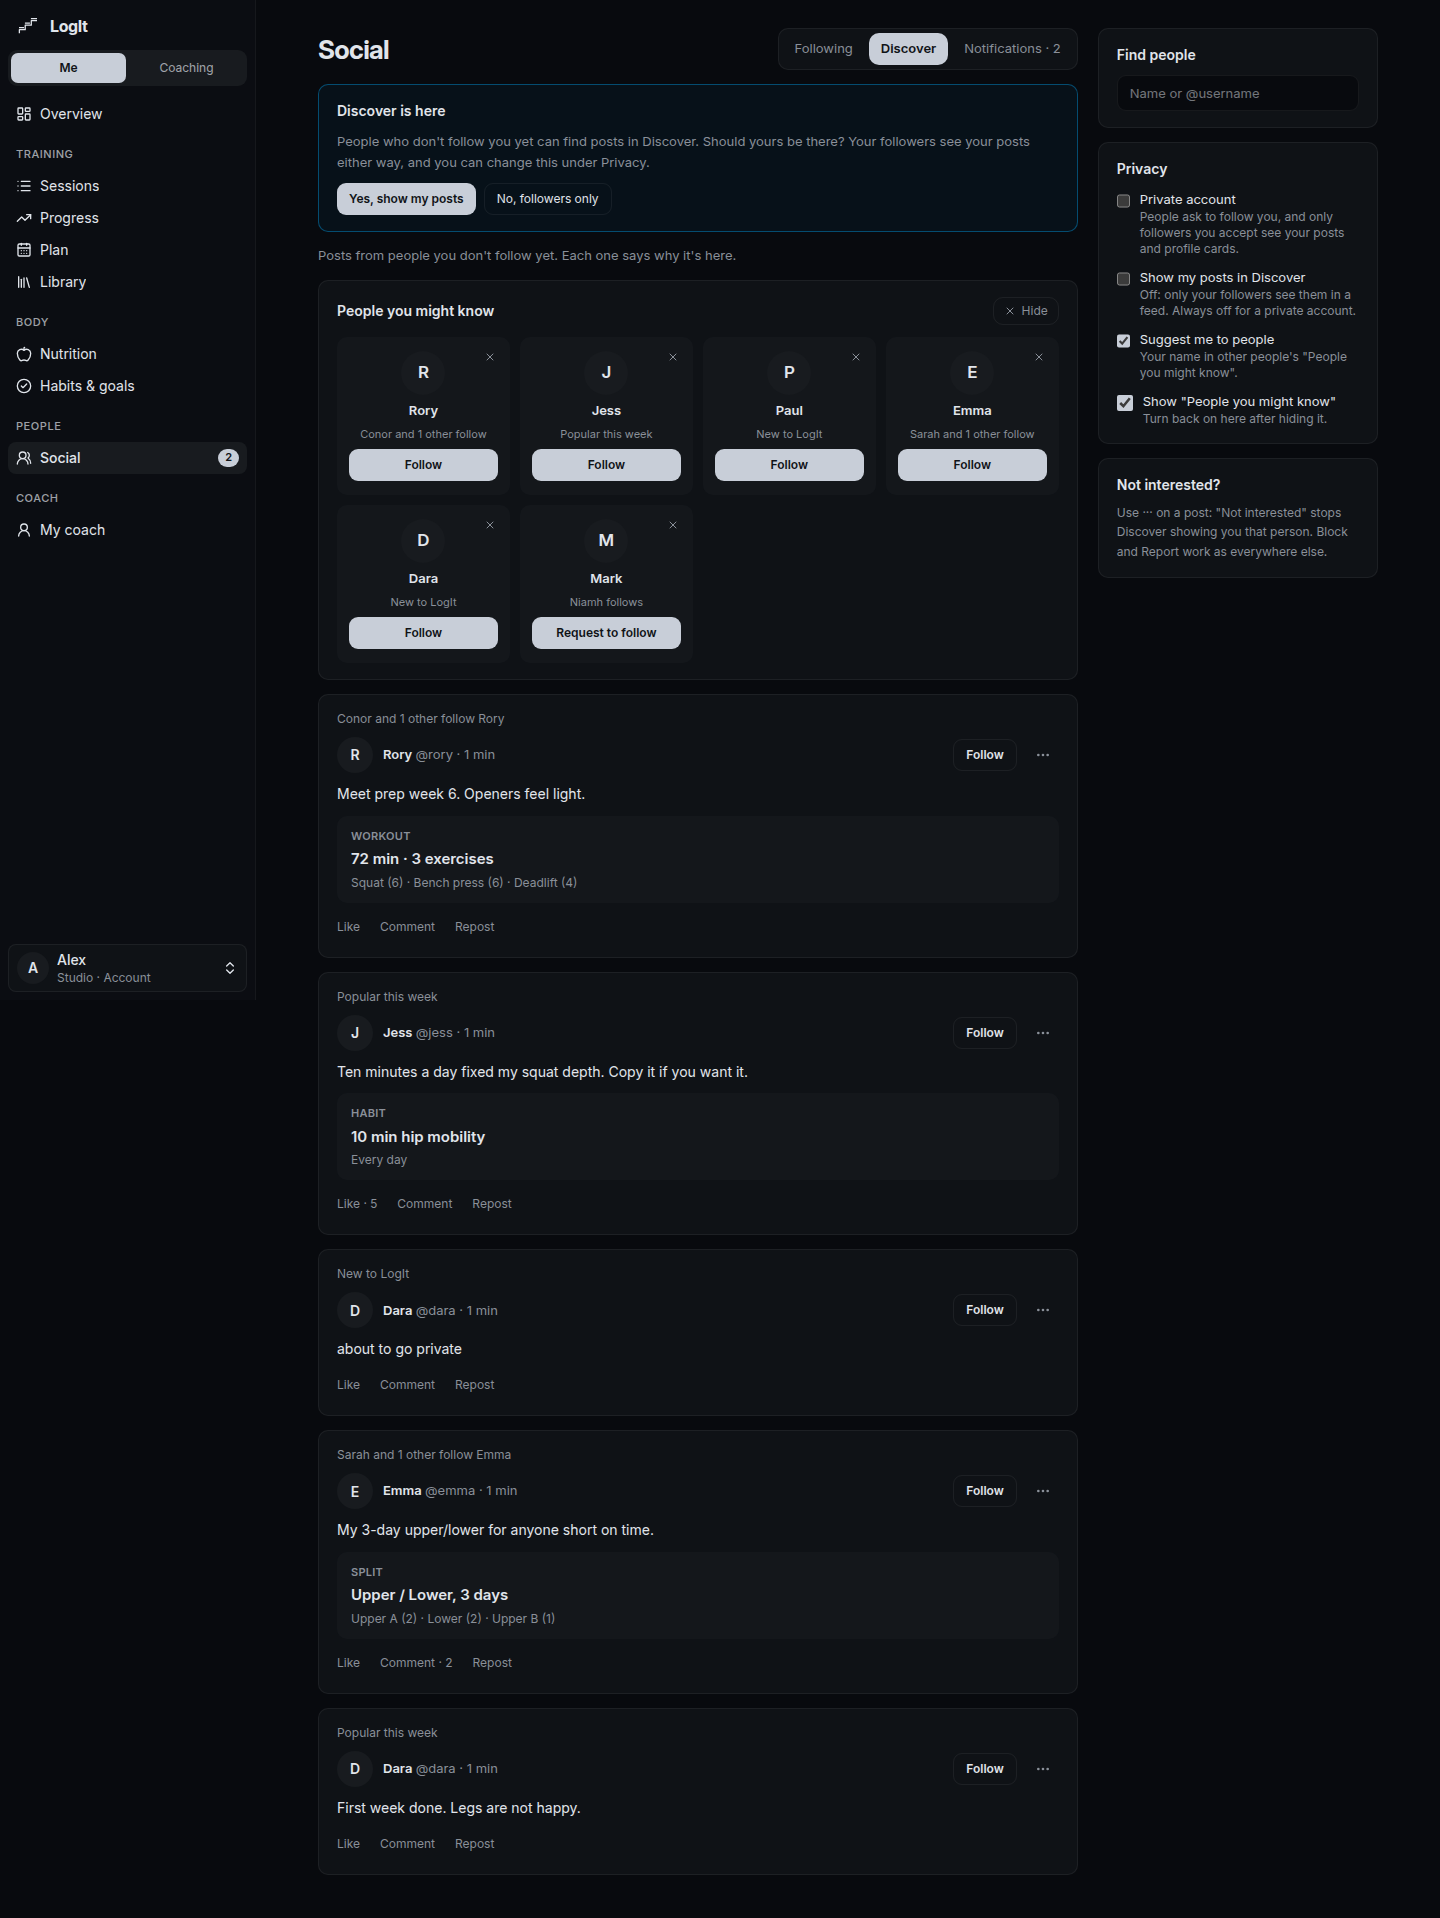 LogIt
Me
Coaching
Overview
TRAINING
Sessions
Progress
Plan
Library
BODY
Nutrition
Habits & goals
PEOPLE
Social
2
COACH
My coach
A
Alex
Studio · Account
Social
Following
Discover
Notifications · 2
Discover is here
People who don't follow you yet can find posts in Discover. Should yours be there? Your followers see your posts
either way, and you can change this under Privacy.
Yes, show my posts
No, followers only
Posts from people you don't follow yet. Each one says why it's here.
People you might know
Hide
R
Rory
Conor and 1 other follow
Follow
J
Jess
Popular this week
Follow
P
Paul
New to LogIt
Follow
E
Emma
Sarah and 1 other follow
Follow
D
Dara
New to LogIt
Follow
M
Mark
Niamh follows
Request to follow
Conor and 1 other follow Rory
R
Rory @rory · 1 min
Follow
Meet prep week 6. Openers feel light.
WORKOUT
72 min · 3 exercises
Squat (6) · Bench press (6) · Deadlift (4)
Like
Comment
Repost
Popular this week
J
Jess @jess · 1 min
Follow
Ten minutes a day fixed my squat depth. Copy it if you want it.
HABIT
10 min hip mobility
Every day
Like · 5
Comment
Repost
New to LogIt
D
Dara @dara · 1 min
Follow
about to go private
Like
Comment
Repost
Sarah and 1 other follow Emma
E
Emma @emma · 1 min
Follow
My 3-day upper/lower for anyone short on time.
SPLIT
Upper / Lower, 3 days
Upper A (2) · Lower (2) · Upper B (1)
Like
Comment · 2
Repost
Popular this week
D
Dara @dara · 1 min
Follow
First week done. Legs are not happy.
Like
Comment
Repost
Find people
Name or @username
Privacy
Private account
People ask to follow you, and only
followers you accept see your posts
and profile cards.
Show my posts in Discover
Off: only your followers see them in a
feed. Always off for a private account.
Suggest me to people
Your name in other people's "People
you might know".
Show "People you might know"
Turn back on here after hiding it.
Not interested?
Use ··· on a post: "Not interested" stops
Discover showing you that person. Block
and Report work as everywhere else.